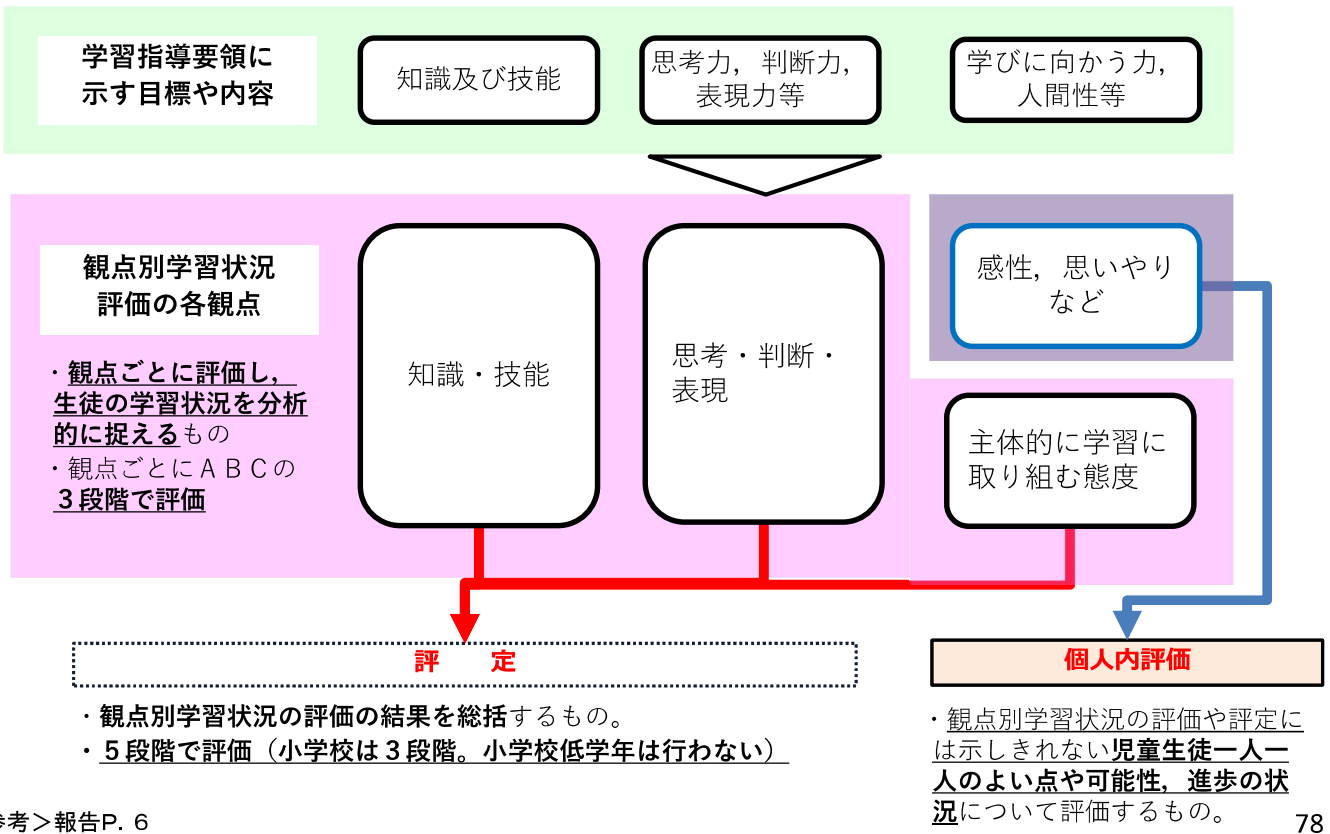 学習指導要領に
示す目標や内容
知識及び技能
思考力，判断力，
表現力等
学びに向かう力，
人間性等
観点別学習状況
評価の各観点
・観点ごとに評価し，
生徒の学習状況を分析
的に捉えるもの
・観点ごとにＡＢＣの
３段階で評価
知識・技能
思考・判断・
表現
感性，思いやり
など
主体的に学習に
取り組む態度
評　定
・観点別学習状況の評価の結果を総括するもの。
・５段階で評価（小学校は３段階。小学校低学年は行わない）
個人内評価
・観点別学習状況の評価や評定に
は示しきれない児童生徒一人一
人のよい点や可能性，進歩の状
況について評価するもの。
考＞報告P. 6
78